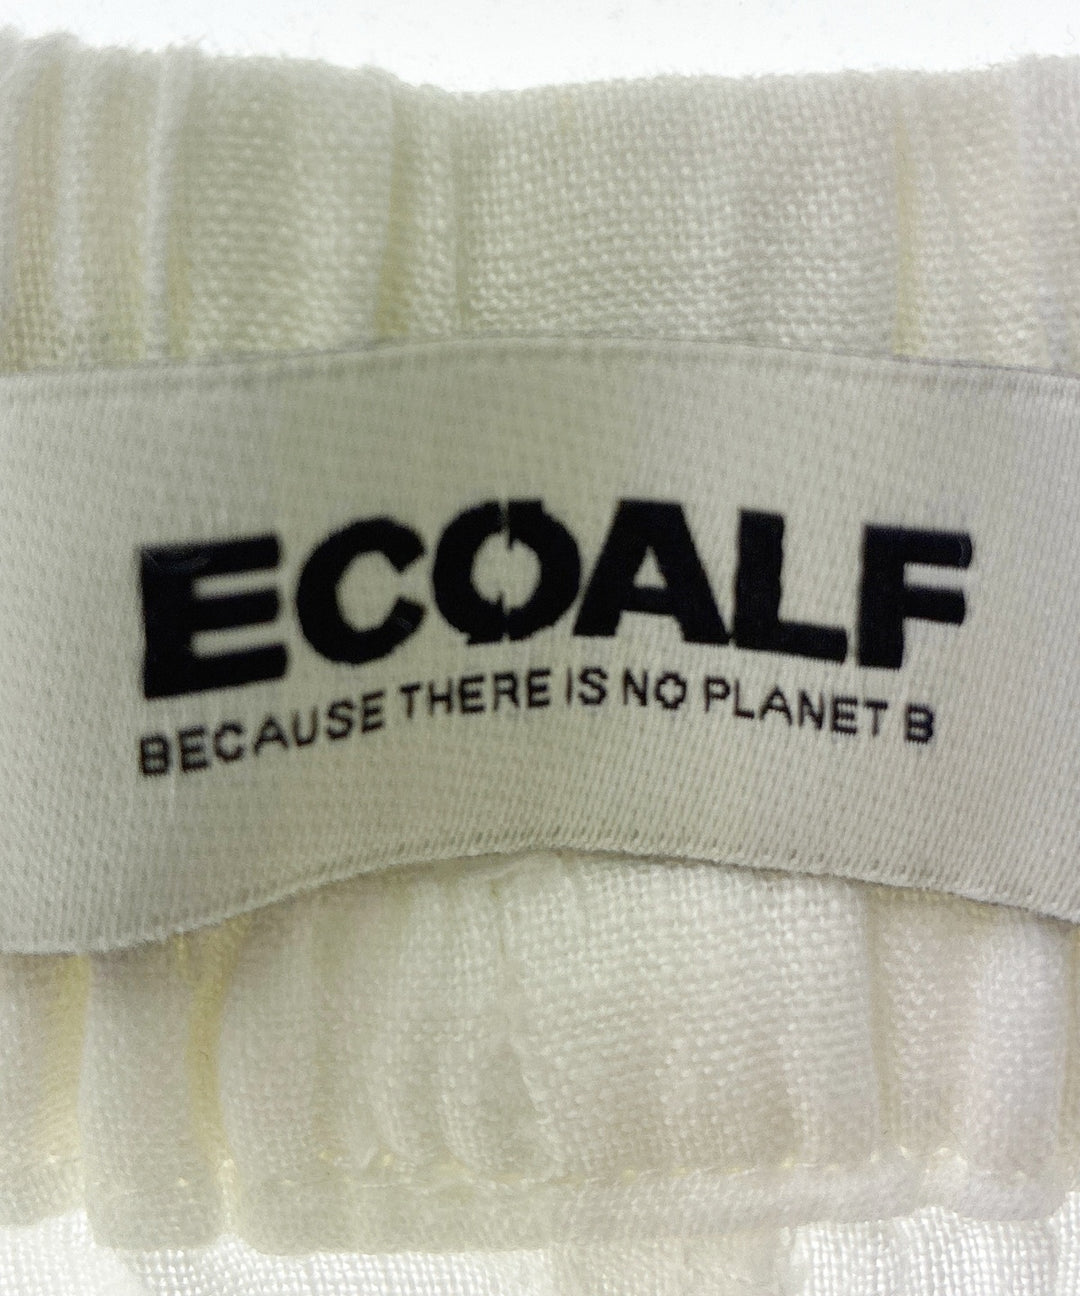 ECOALF
BECAUSE THERE IS NO PLANET B